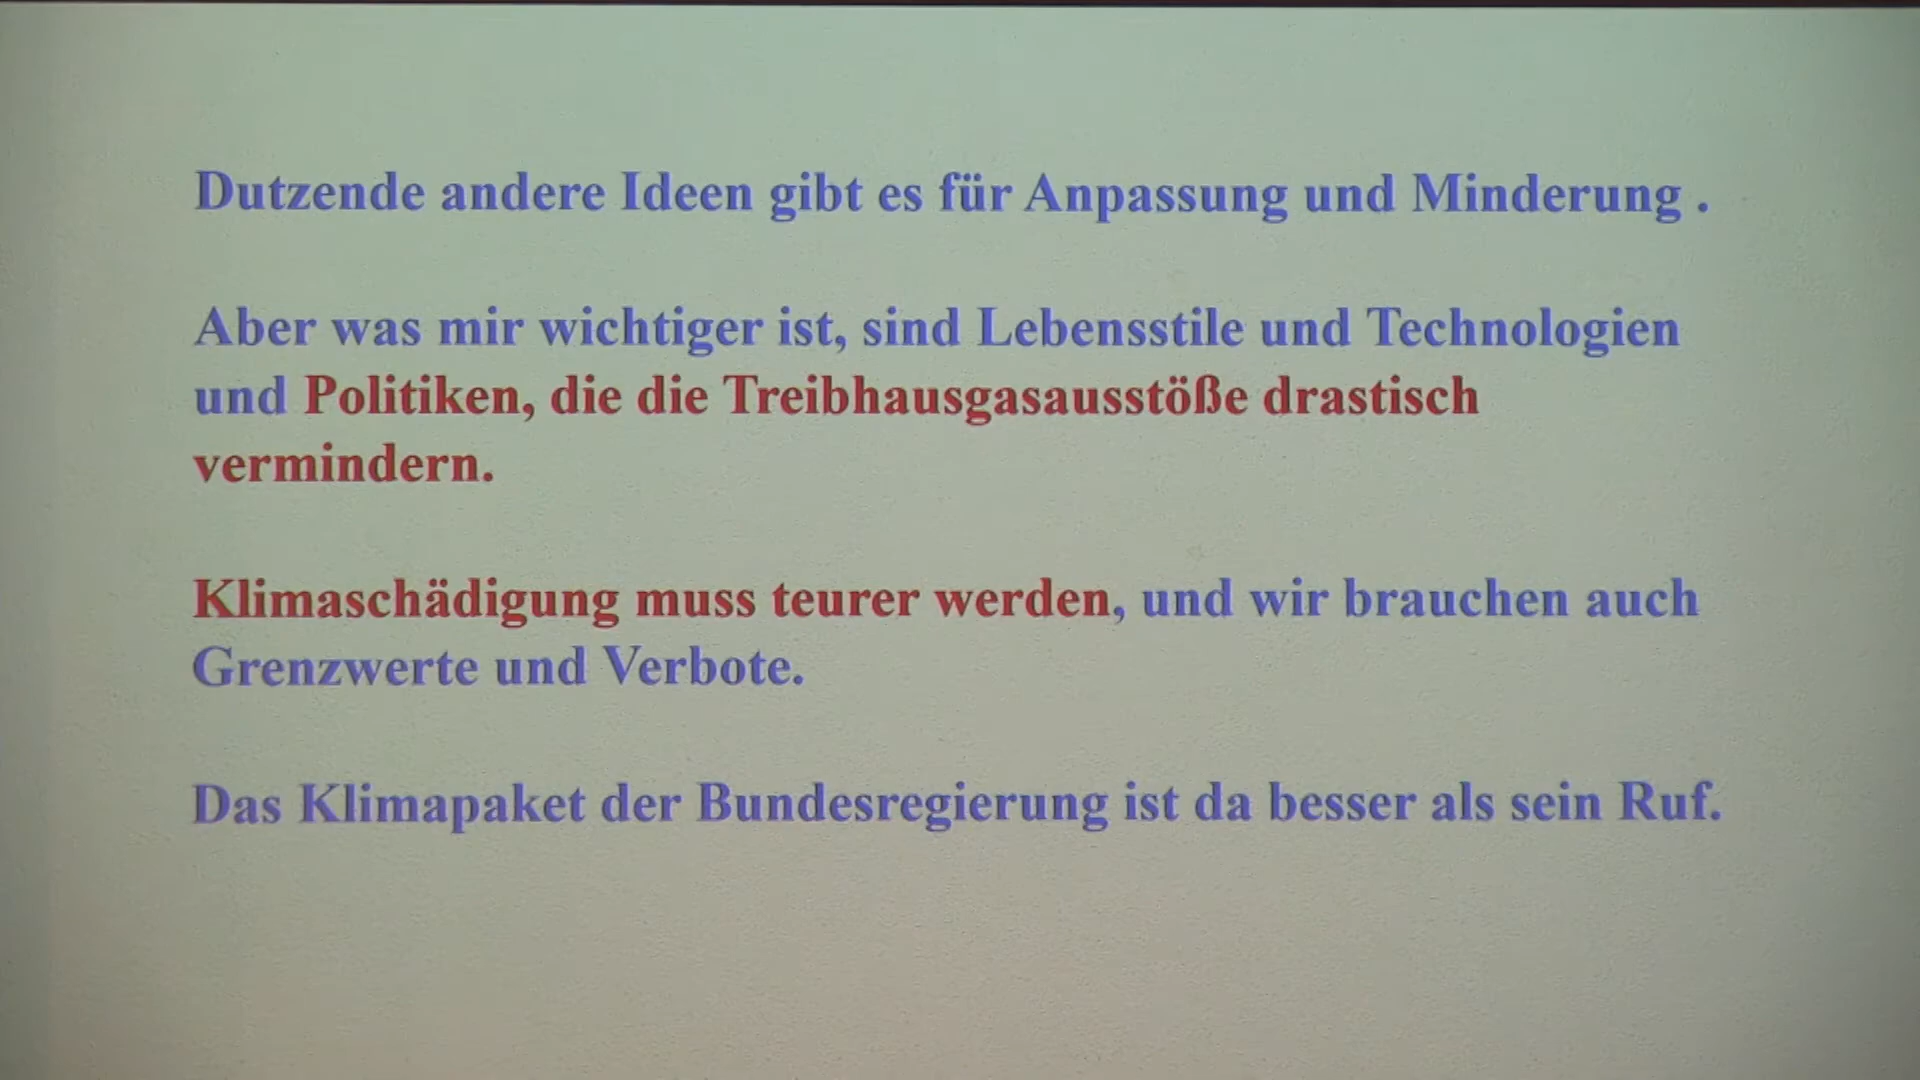 Dutzende andere Ideen gibt es für Anpassung und Minderung .
Aber was mir wichtiger ist, sind Lebensstile und Technologien
und Politiken, die die Treibhausgasausstöße drastisch
vermindern.
Klimaschädigung muss teurer werden, und wir brauchen auch
Grenzwerte und Verbote.
Das Klimapaket der Bundesregierung ist da besser als sein Ruf.